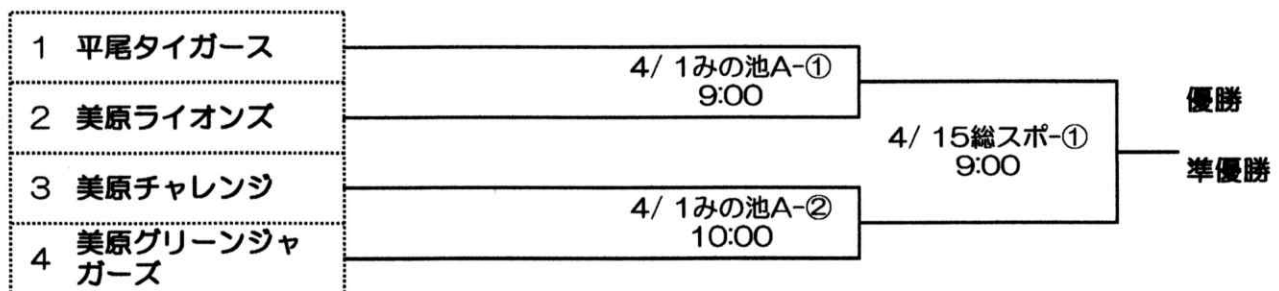 1 平尾タイガース
4/ 1みの池A-①
9:00
2 美原ライオンズ
優勝
4/ 15総スポ-①
9:00
準優勝
3 美原チャレンジ
4/ 1みの池A-②
10:00
4 美原グリーンジャ
ガーズ